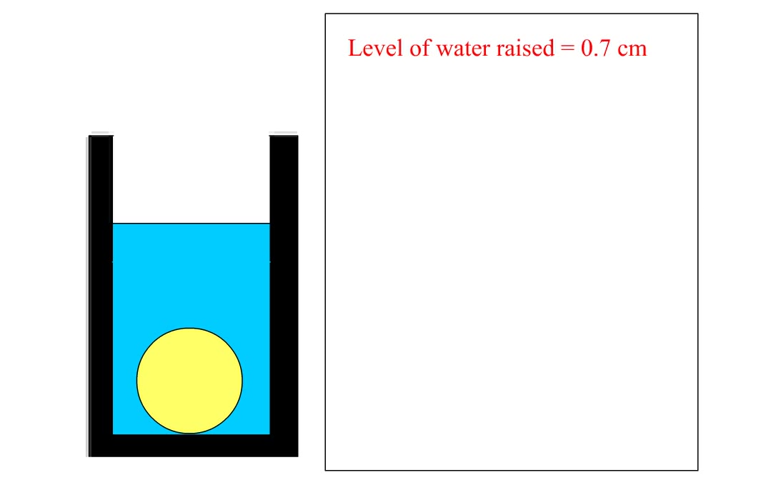 Level of water raised = 0.7 cm